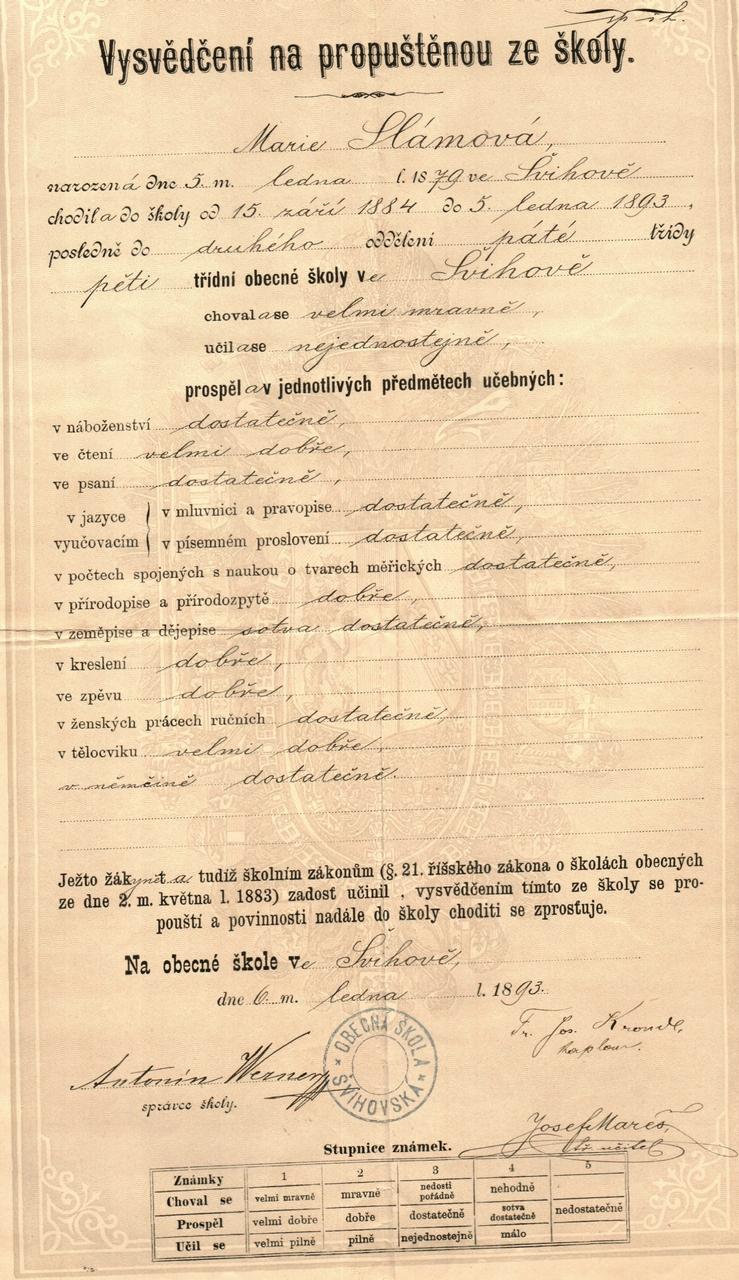 Vysvědčení na propuštěnou ze školy.
Marie Slámová,
narozená dne 5. m. ledna l. 1879 ve Švihově
chodila do školy od 15. září 1884 do 5. ledna 1893,
posledně do druhého oddělení páté třídy
pěti třídní obecné školy ve Švihově
chovala se velmi mravně,
učila se nejednostejně,
prospěla v jednotlivých předmětech učebných:
v náboženství dostatečně,
ve čtení velmi dobře,
ve psaní dostatečně,
v jazyce vyučovacím
v mluvnici a pravopise dostatečně,
v písemném proslovení dostatečně,
v počtech spojených s naukou o tvarech měřických dostatečně,
v přírodopise a přírodozpytě dobře,
v zeměpise a dějepise sotva dostatečně,
v kreslení dobře,
ve zpěvu dobře,
v ženských prácech ručních dostatečně,
v tělocviku velmi dobře,
v němčině dostatečně.
Ježto žákyně ta tudíž školním zákonům (§. 21. říšského zákona o školách obecných
ze dne 2. m. května l. 1883) zadost učinil, vysvědčením tímto ze školy se pro-
pouští a povinnosti nadále do školy choditi se zprosťuje.
Na obecné škole ve Švihově,
dne 6. m. ledna l. 1893.
Fr. Jos. Krondl,
kaplan.
OBECNÁ ŠKOLA ŠVIHOVSKÁ
Antonín Werner
správce školy.
Josef Mareš,
tř. učitel
Stupnice známek.
Známky 1 2 3 4 5
Choval se velmi mravně mravně nedosti pořádně nehodně
Prospěl velmi dobře dobře dostatečně sotva dostatečně nedostatečně
Učil se velmi pilně pilně nejednostejně málo